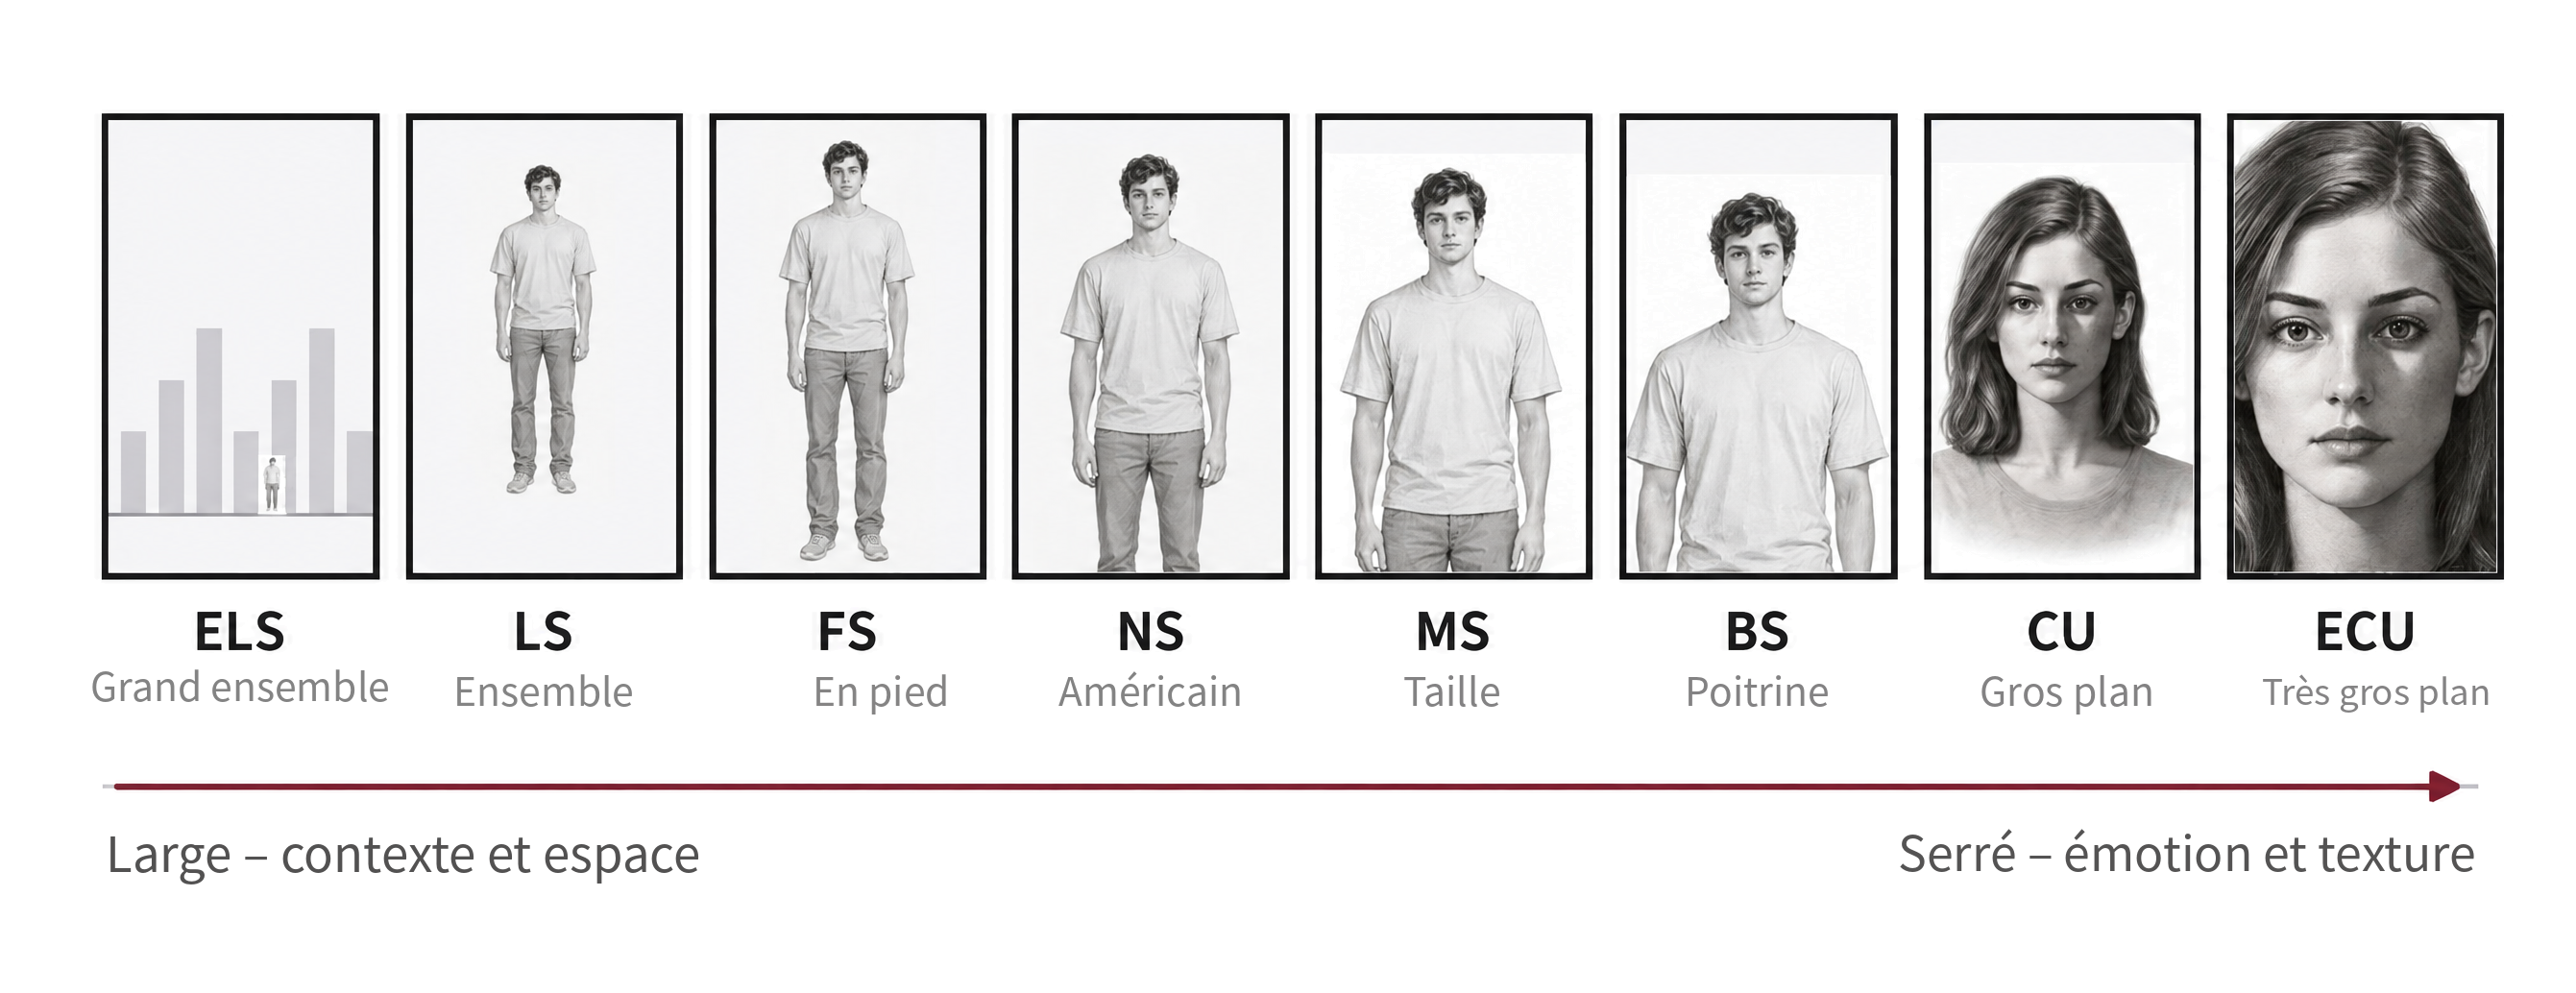 ELS
Grand ensemble
LS
Ensemble
FS
En pied
NS
Américain
MS
Taille
BS
Poitrine
CU
Gros plan
ECU
Très gros plan
Large – contexte et espace
Serré – émotion et texture